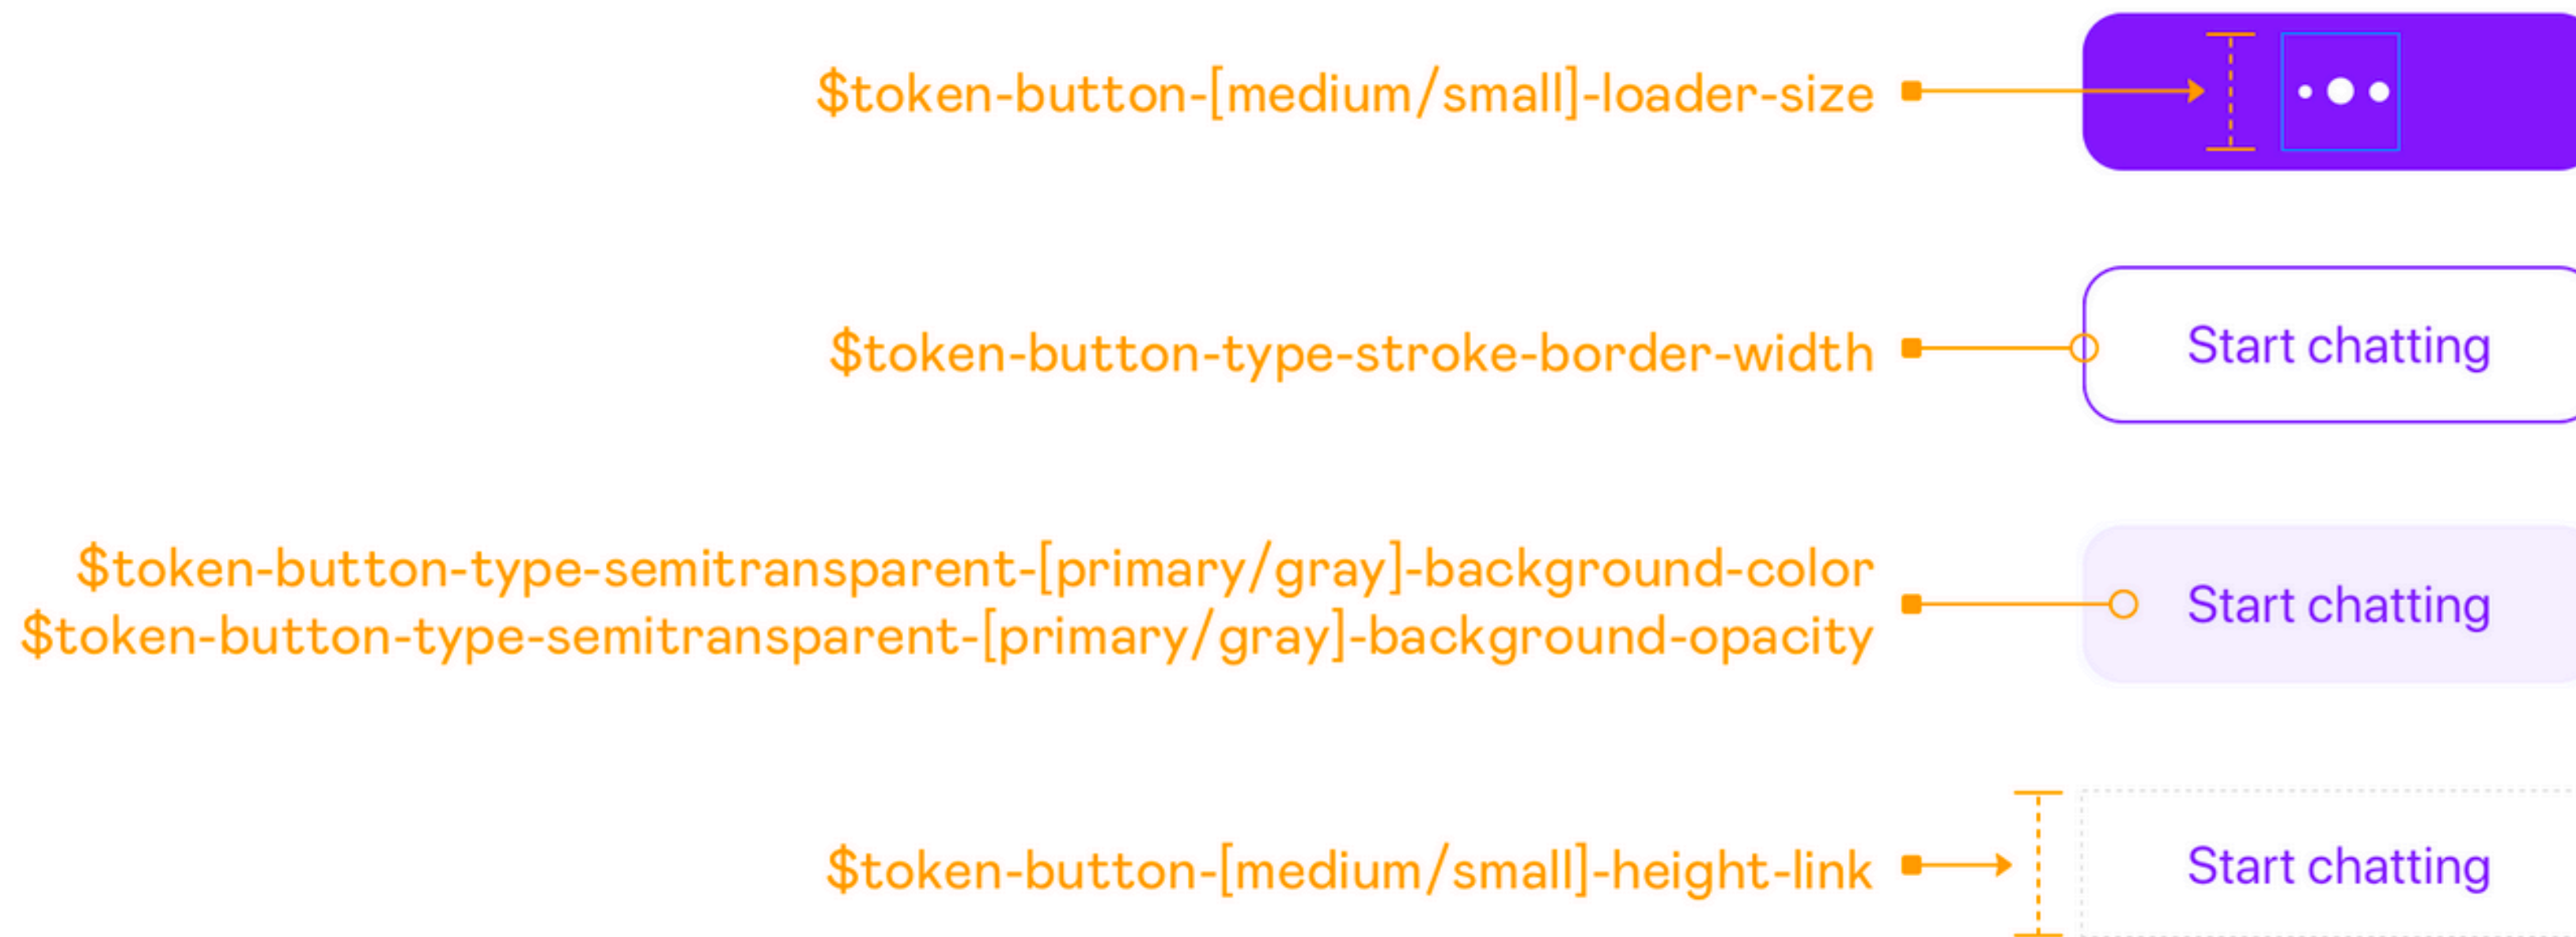 $token-button-[medium/small]-loader-size
$token-button-type-stroke-border-width
Start chatting
$token-button-type-semitransparent-[primary/gray]-background-color
$token-button-type-semitransparent-[primary/gray]-background-opacity
Start chatting
$token-button-[medium/small]-height-link
Start chatting